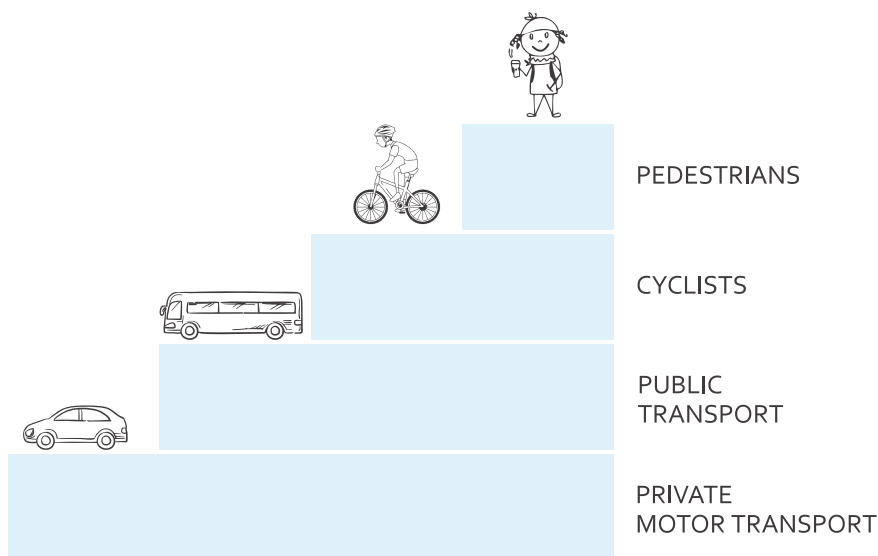 PEDESTRIANS
CYCLISTS
PUBLIC
TRANSPORT
PRIVATE
MOTOR TRANSPORT